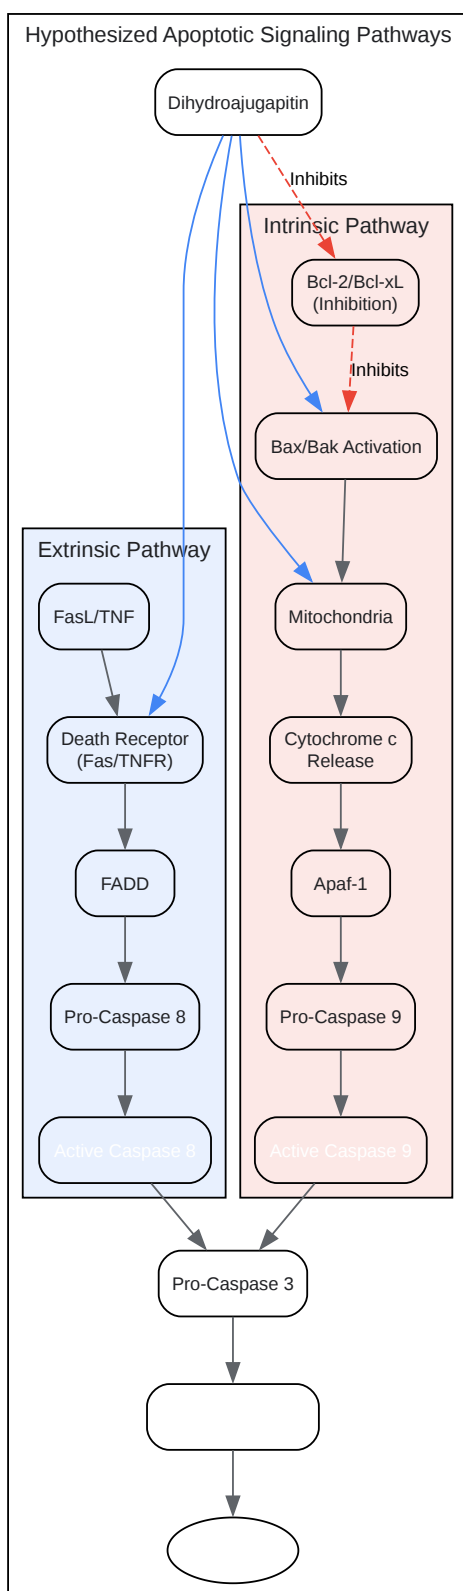 Hypothesized Apoptotic Signaling Pathways
Dihydroajugapitin
Inhibits
Intrinsic Pathway
Bcl-2/Bcl-xL
(Inhibition)
Inhibits
Bax/Bak Activation
Extrinsic Pathway
FasL/TNF
Mitochondria
Death Receptor
(Fas/TNFR)
Cytochrome c
Release
FADD
Apaf-1
Pro-Caspase 8
Pro-Caspase 9
Active Caspase 8
Active Caspase 9
Pro-Caspase 3